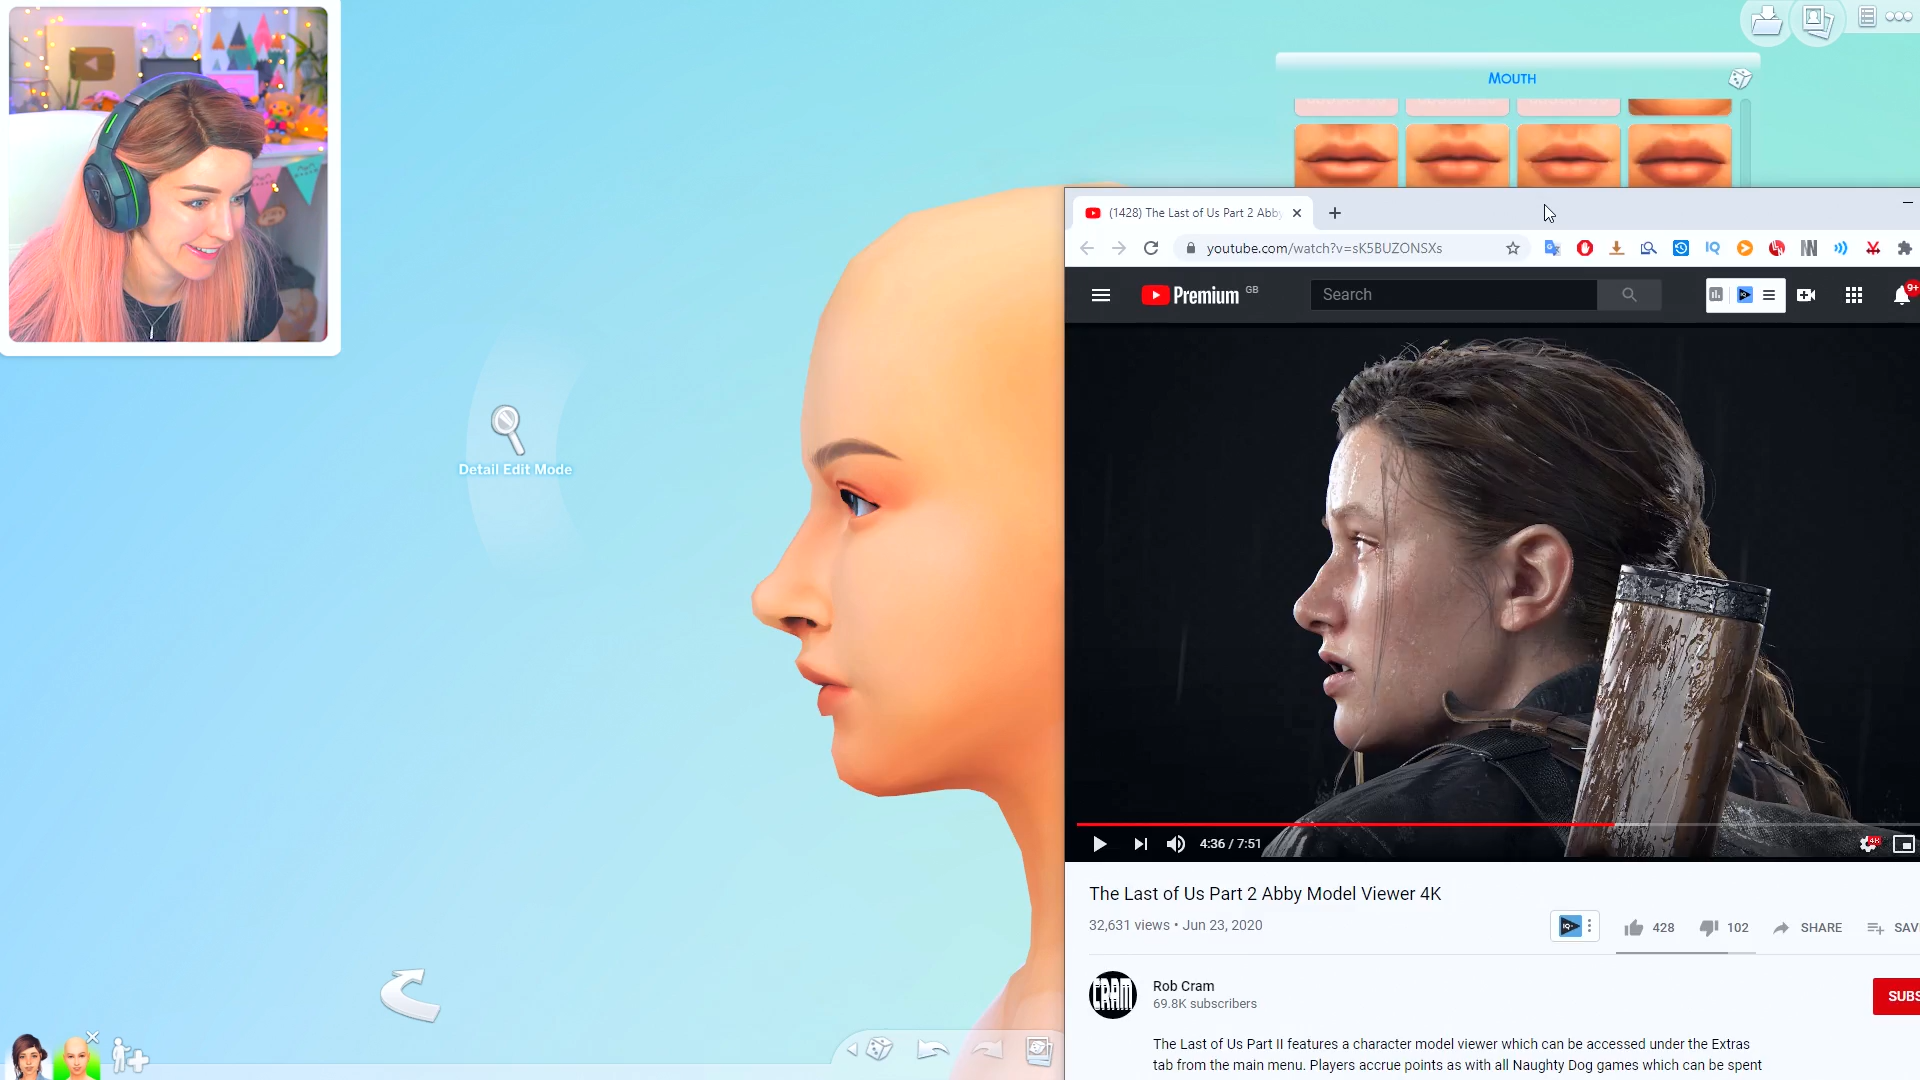 MOUTH
(1428) The Last of Us Part 2 Abby
youtube.com/watch?v=sK5BUZONSXs
Premium GB
Search
9+
Detail Edit Mode
4:36 / 7:51
The Last of Us Part 2 Abby Model Viewer 4K
32,631 views • Jun 23, 2020
IQ
428
102
SHARE
SAV
CRAM
Rob Cram
69.8K subscribers
SUBS
The Last of Us Part II features a character model viewer which can be accessed under the Extras
tab from the main menu. Players accrue points as with all Naughty Dog games which can be spent